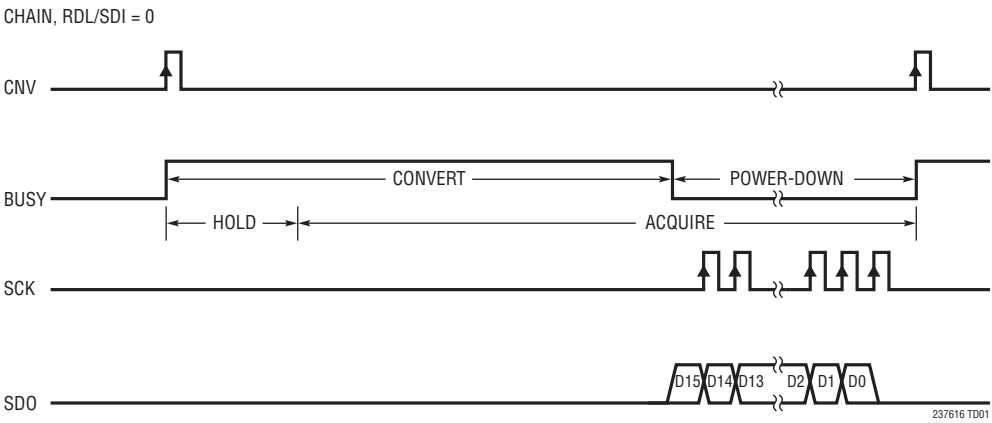 CHAIN, RDL/SDI = 0
CNV
CONVERT
POWER-DOWN
BUSY
HOLD
ACQUIRE
SCK
D15 D14 D13 D2 D1 D0
SDO
237616 TD01